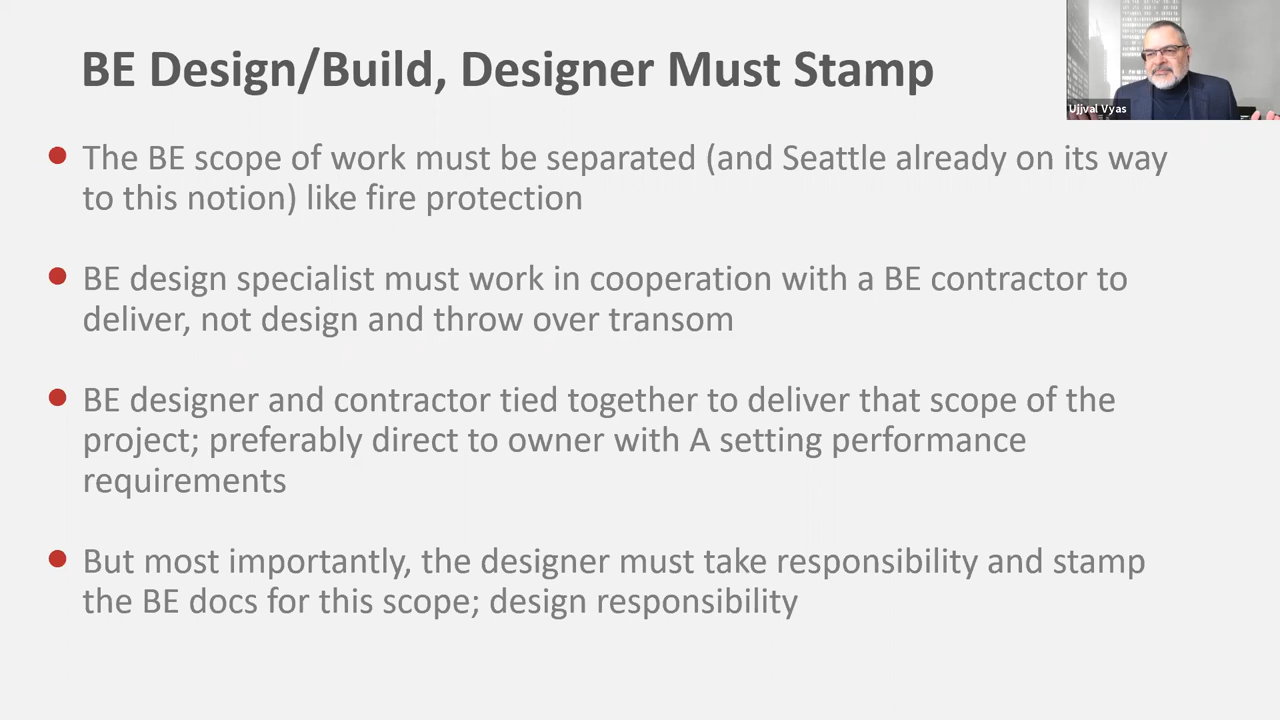 BE Design/Build, Designer Must Stamp
Ujjval Vyas
The BE scope of work must be separated (and Seattle already on its way
to this notion) like fire protection
BE design specialist must work in cooperation with a BE contractor to
deliver, not design and throw over transom
BE designer and contractor tied together to deliver that scope of the
project; preferably direct to owner with A setting performance
requirements
But most importantly, the designer must take responsibility and stamp
the BE docs for this scope; design responsibility